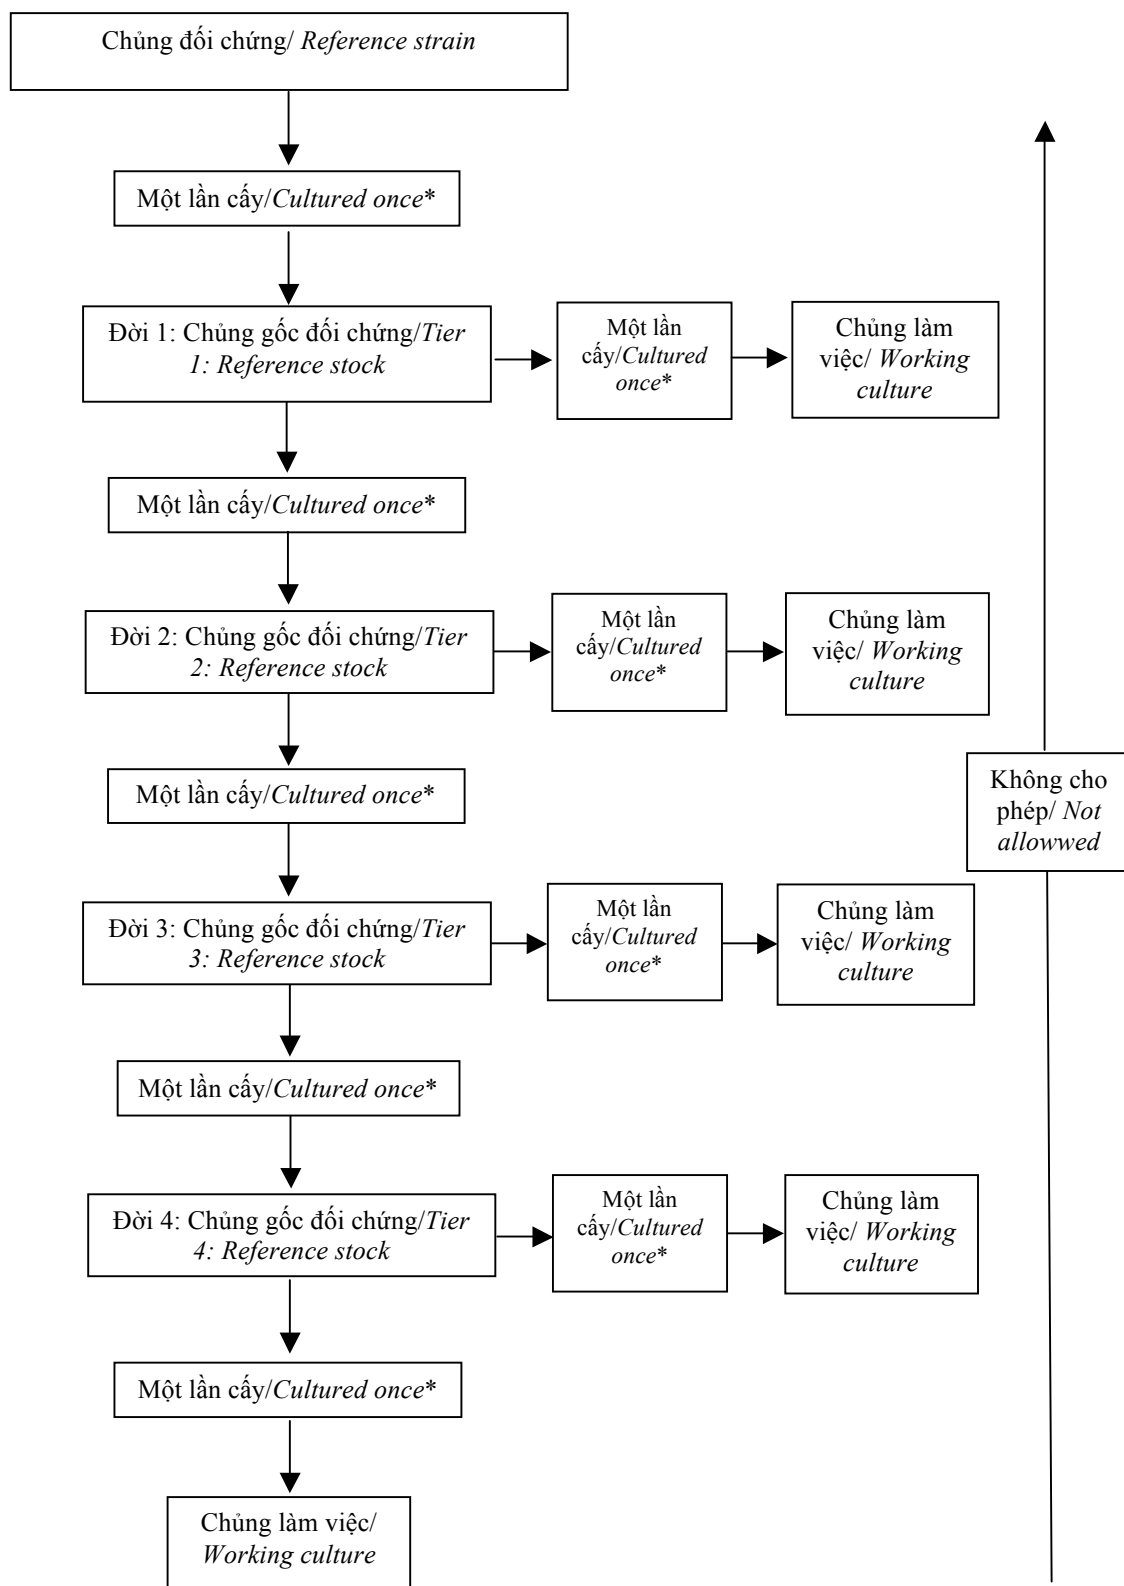 Chủng đối chứng/ Reference strain
Một lần cấy/Cultured once*
Đời 1: Chủng gốc đối chứng/Tier
1: Reference stock
Một lần
cấy/Cultured
once*
Chủng làm
việc/ Working
culture
Một lần cấy/Cultured once*
Đời 2: Chủng gốc đối chứng/Tier
2: Reference stock
Một lần
cấy/Cultured
once*
Chủng làm
việc/ Working
culture
Không cho
phép/ Not
allowwed
Một lần cấy/Cultured once*
Đời 3: Chủng gốc đối chứng/Tier
3: Reference stock
Một lần
cấy/Cultured
once*
Chủng làm
việc/ Working
culture
Một lần cấy/Cultured once*
Đời 4: Chủng gốc đối chứng/Tier
4: Reference stock
Một lần
cấy/Cultured
once*
Chủng làm
việc/ Working
culture
Một lần cấy/Cultured once*
Chủng làm việc/
Working culture